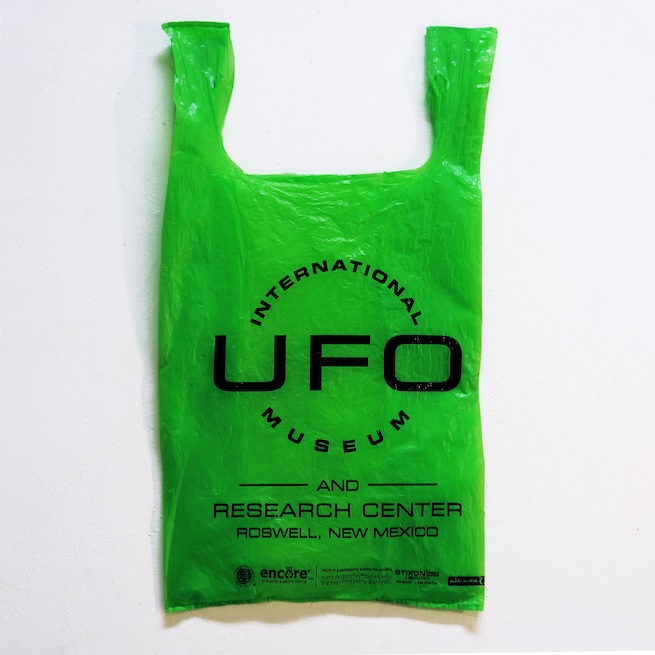 INTERNATIONAL
UFO
MUSEUM
AND
RESEARCH CENTER
ROSWELL, NEW MEXICO
encore